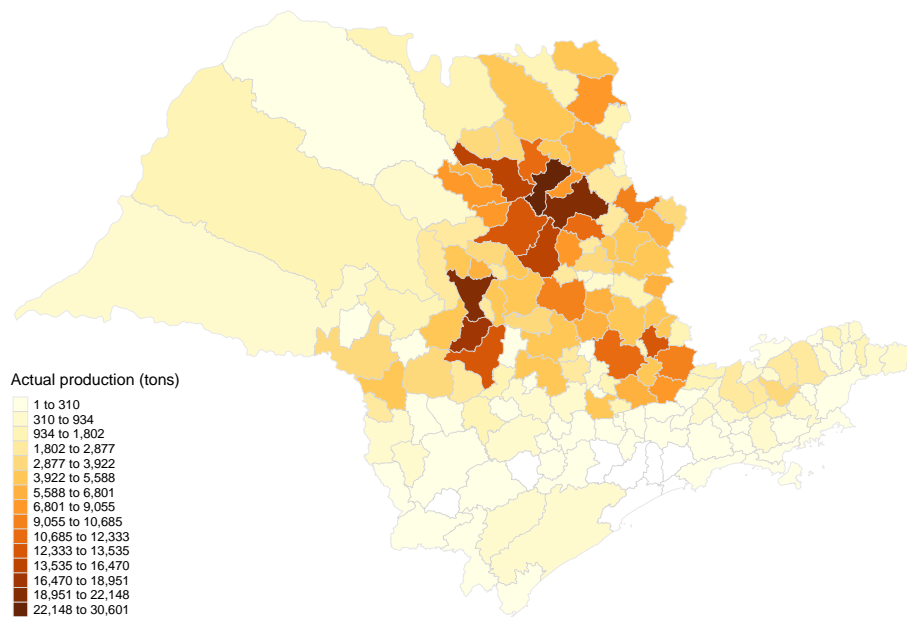 Actual production (tons)
1 to 310
310 to 934
934 to 1,802
1,802 to 2,877
2,877 to 3,922
3,922 to 5,588
5,588 to 6,801
6,801 to 9,055
9,055 to 10,685
10,685 to 12,333
12,333 to 13,535
13,535 to 16,470
16,470 to 18,951
18,951 to 22,148
22,148 to 30,601